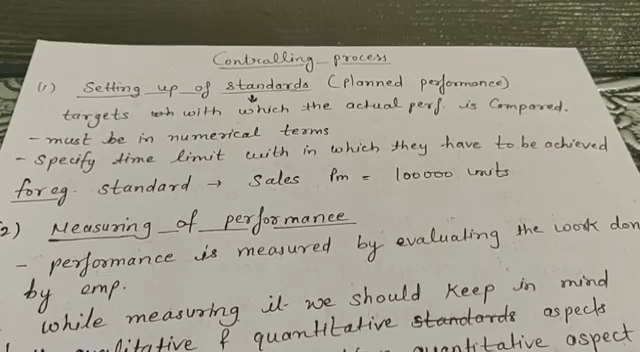 Contralling process
(1) Setting up of standards (planned performance)
targets with which the actual perf. is Compared.
- must be in numerical terms
- specify time limit with in which they have to be achieved
for eg. standard → Sales Pm = 100000 units
2) Measuring of performance
- performance is measured by evaluating the work don
by emp.
while measuring it we should keep in mind
qualitative & quantitative standards aspects
quantitative aspect